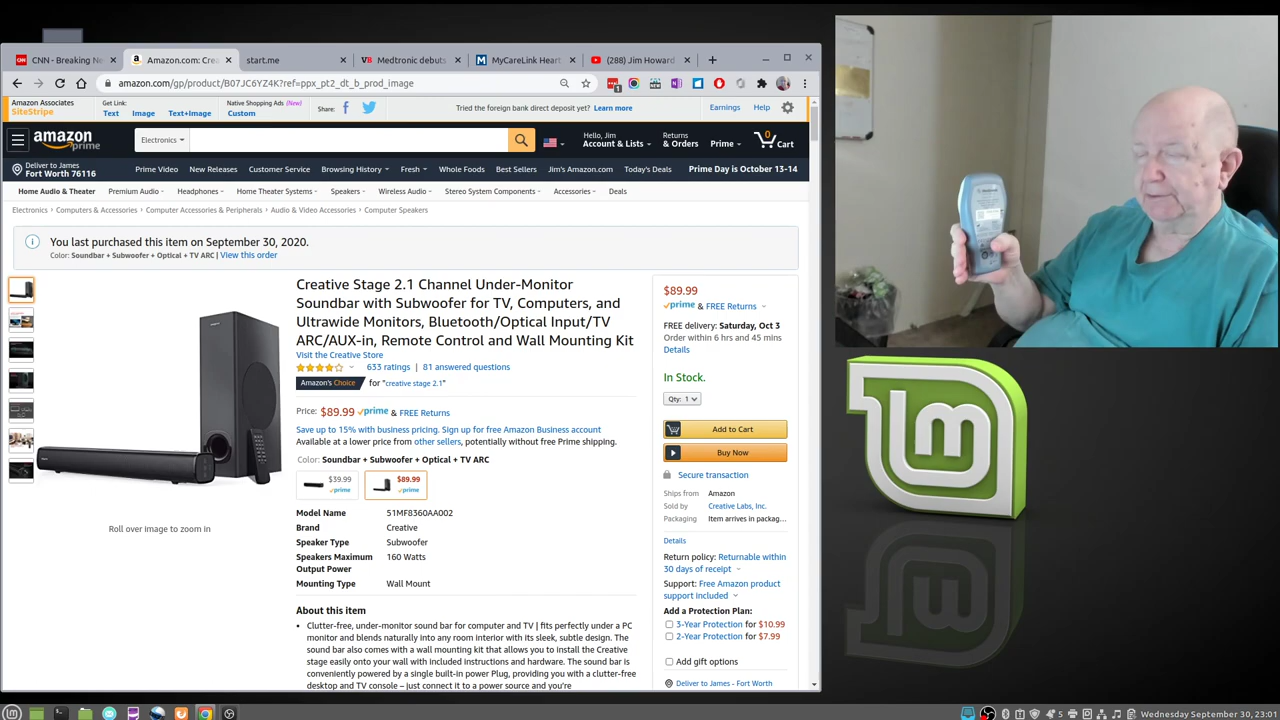 CNN - Breaking Ne
Amazon.com: Crea
start.me
Medtronic debuts
MyCareLink Heart
(288) Jim Howard
amazon.com/gp/product/B07JC6YZ4K?ref=ppx_pt2_dt_b_prod_image
Amazon Associates
SiteStripe
Get Link:
Text
Image
Text+Image
Native Shopping Ads (New)
Custom
Share:
Tried the foreign bank direct deposit yet? Learn more
Earnings
Help
amazon
prime
Electronics
Hello, Jim
Account & Lists
Returns
& Orders
Prime
0
Cart
Deliver to James
Fort Worth 76116
Prime Video
New Releases
Customer Service
Browsing History
Fresh
Whole Foods
Best Sellers
Jim's Amazon.com
Today's Deals
Prime Day is October 13-14
Home Audio & Theater
Premium Audio
Headphones
Home Theater Systems
Speakers
Wireless Audio
Stereo System Components
Accessories
Deals
Electronics › Computers & Accessories › Computer Accessories & Peripherals › Audio & Video Accessories › Computer Speakers
You last purchased this item on September 30, 2020.
Color: Soundbar + Subwoofer + Optical + TV ARC | View this order
Creative Stage 2.1 Channel Under-Monitor
Soundbar with Subwoofer for TV, Computers, and
Ultrawide Monitors, Bluetooth/Optical Input/TV
ARC/AUX-in, Remote Control and Wall Mounting Kit
Visit the Creative Store
633 ratings | 81 answered questions
Amazon's Choice for "creative stage 2.1"
Price: $89.99 prime & FREE Returns
Save up to 15% with business pricing. Sign up for free Amazon Business account
Available at a lower price from other sellers, potentially without free Prime shipping.
Color: Soundbar + Subwoofer + Optical + TV ARC
$39.99
prime
$89.99
prime
Model Name 51MF8360AA002
Brand Creative
Speaker Type Subwoofer
Speakers Maximum 160 Watts
Output Power
Mounting Type Wall Mount
About this item
• Clutter-free, under-monitor sound bar for computer and TV | fits perfectly under a PC
monitor and blends naturally into any room interior with its sleek, subtle design. The
sound bar also comes with a wall mounting kit that allows you to install the Creative
stage easily onto your wall with included instructions and hardware. The sound bar is
conveniently powered by a single built-in power Plug, providing you with a clutter-free
desktop and TV console – just connect it to a power source and you're
Roll over image to zoom in
$89.99
prime & FREE Returns
FREE delivery: Saturday, Oct 3
Order within 6 hrs and 45 mins
Details
In Stock.
Qty: 1
Add to Cart
Buy Now
Secure transaction
Ships from Amazon
Sold by Creative Labs, Inc.
Packaging Item arrives in packag...
Details
Return policy: Returnable within
30 days of receipt
Support: Free Amazon product
support included
Add a Protection Plan:
3-Year Protection for $10.99
2-Year Protection for $7.99
Add gift options
Deliver to James - Fort Worth
5
Wednesday September 30, 23:01